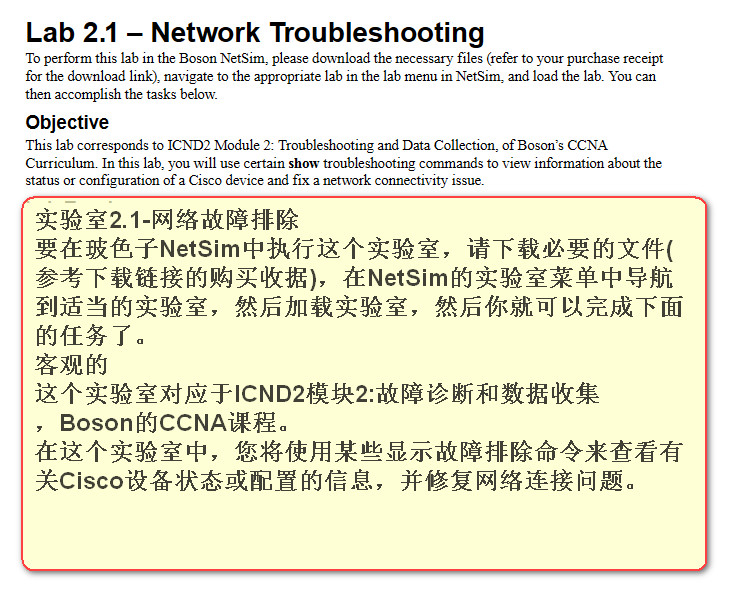 Lab 2.1 – Network Troubleshooting
To perform this lab in the Boson NetSim, please download the necessary files (refer to your purchase receipt
for the download link), navigate to the appropriate lab in the lab menu in NetSim, and load the lab. You can
then accomplish the tasks below.
Objective
This lab corresponds to ICND2 Module 2: Troubleshooting and Data Collection, of Boson’s CCNA
Curriculum. In this lab, you will use certain show troubleshooting commands to view information about the
status or configuration of a Cisco device and fix a network connectivity issue.
实验室2.1-网络故障排除
要在玻色子NetSim中执行这个实验室，请下载必要的文件(
参考下载链接的购买收据)，在NetSim的实验室菜单中导航
到适当的实验室，然后加载实验室，然后你就可以完成下面
的任务了。
客观的
这个实验室对应于ICND2模块2:故障诊断和数据收集
，Boson的CCNA课程。
在这个实验室中，您将使用某些显示故障排除命令来查看有
关Cisco设备状态或配置的信息，并修复网络连接问题。